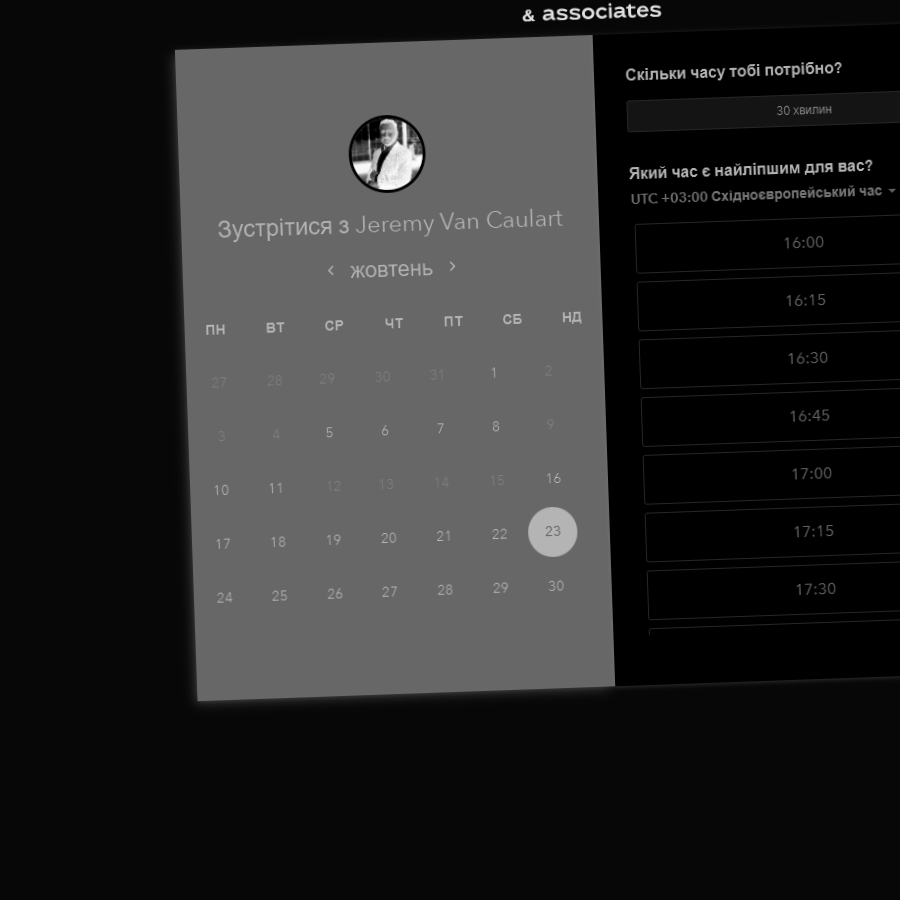 & associates
Зустрітися з Jeremy Van Caulart
жовтень
ПН ВТ СР ЧТ ПТ СБ НД
27 28 29 30 31 1 2
3 4 5 6 7 8 9
10 11 12 13 14 15 16
17 18 19 20 21 22 23
24 25 26 27 28 29 30
Скільки часу тобі потрібно?
30 хвилин
Який час є найліпшим для вас?
UTC +03:00 Східноєвропейський час
16:00
16:15
16:30
16:45
17:00
17:15
17:30